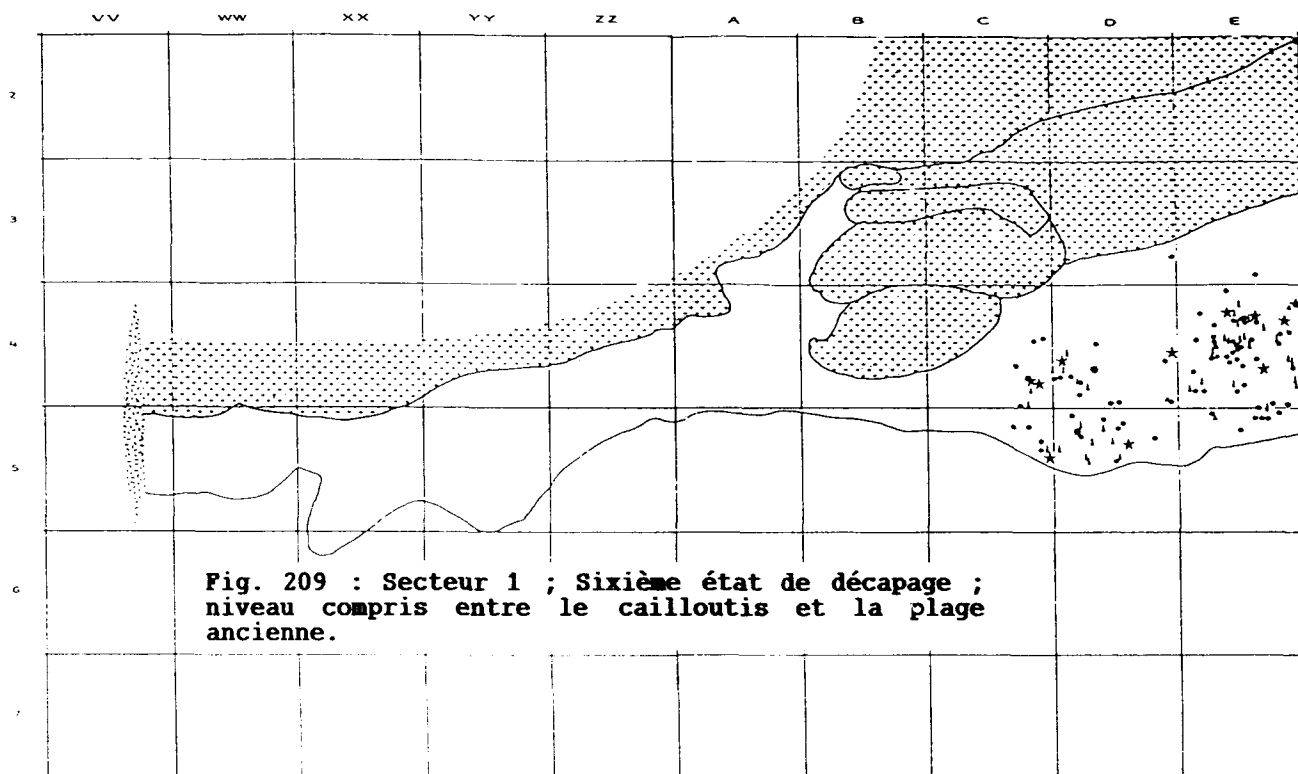 VV WW XX YY ZZ A B C D E
2
3
4
5
6
7
Fig. 209 : Secteur 1 ; Sixième état de décapage ;
niveau compris entre le cailloutis et la plage
ancienne.